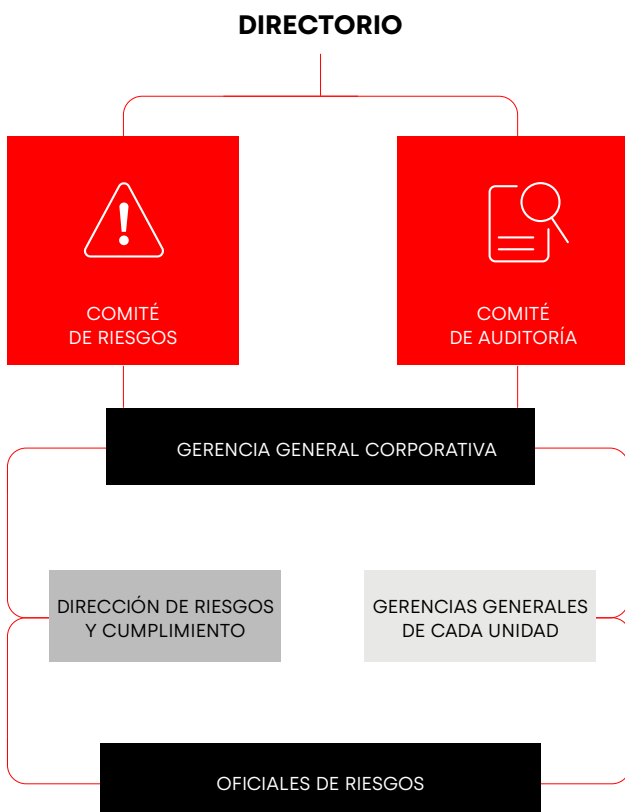 DIRECTORIO
COMITÉ
DE RIESGOS
COMITÉ
DE AUDITORÍA
GERENCIA GENERAL CORPORATIVA
DIRECCIÓN DE RIESGOS
Y CUMPLIMIENTO
GERENCIAS GENERALES
DE CADA UNIDAD
OFICIALES DE RIESGOS